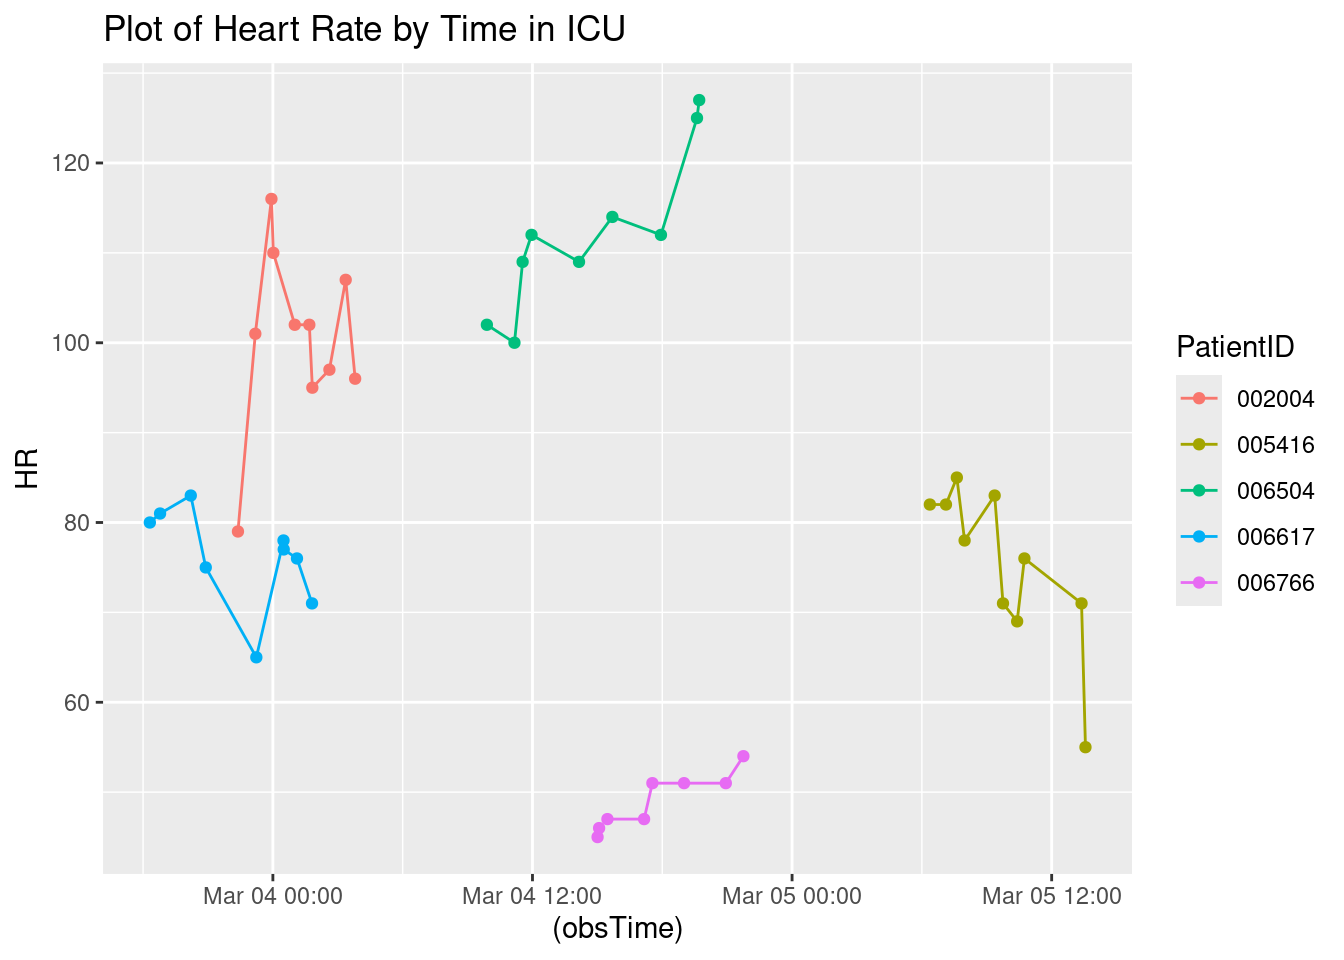 Plot of Heart Rate by Time in ICU
HR
120
100
80
60
Mar 04 00:00
Mar 04 12:00
Mar 05 00:00
Mar 05 12:00
(obsTime)
PatientID
002004
005416
006504
006617
006766